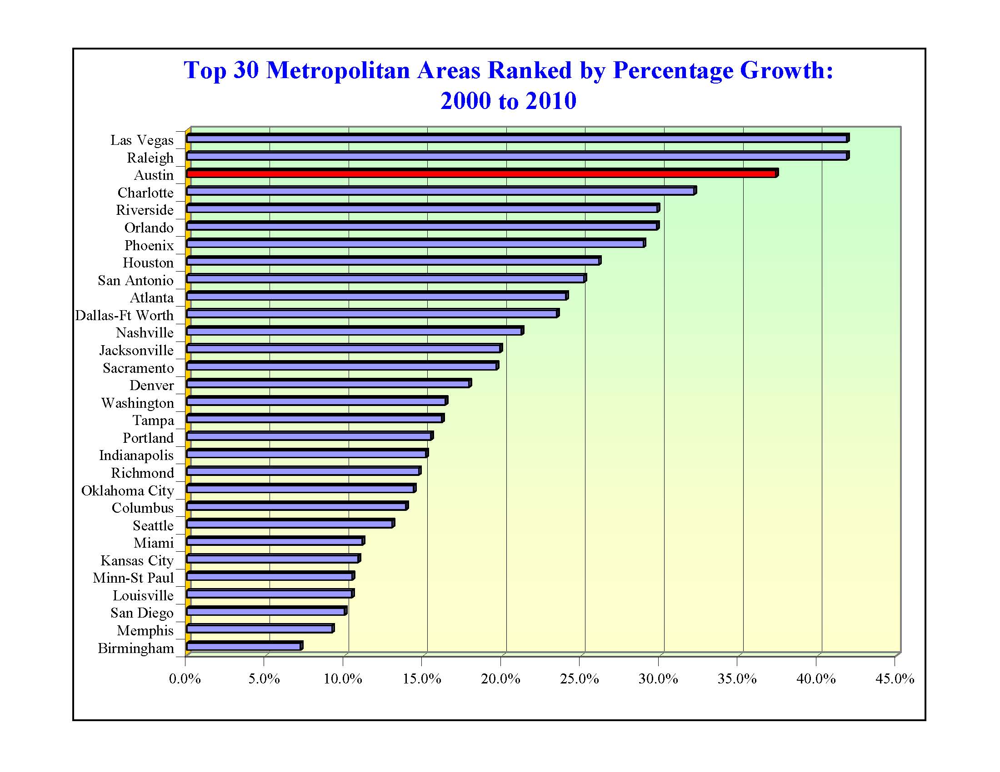 Top 30 Metropolitan Areas Ranked by Percentage Growth:
2000 to 2010
Las Vegas
Raleigh
Austin
Charlotte
Riverside
Orlando
Phoenix
Houston
San Antonio
Atlanta
Dallas-Ft Worth
Nashville
Jacksonville
Sacramento
Denver
Washington
Tampa
Portland
Indianapolis
Richmond
Oklahoma City
Columbus
Seattle
Miami
Kansas City
Minn-St Paul
Louisville
San Diego
Memphis
Birmingham
0.0% 5.0% 10.0% 15.0% 20.0% 25.0% 30.0% 35.0% 40.0% 45.0%